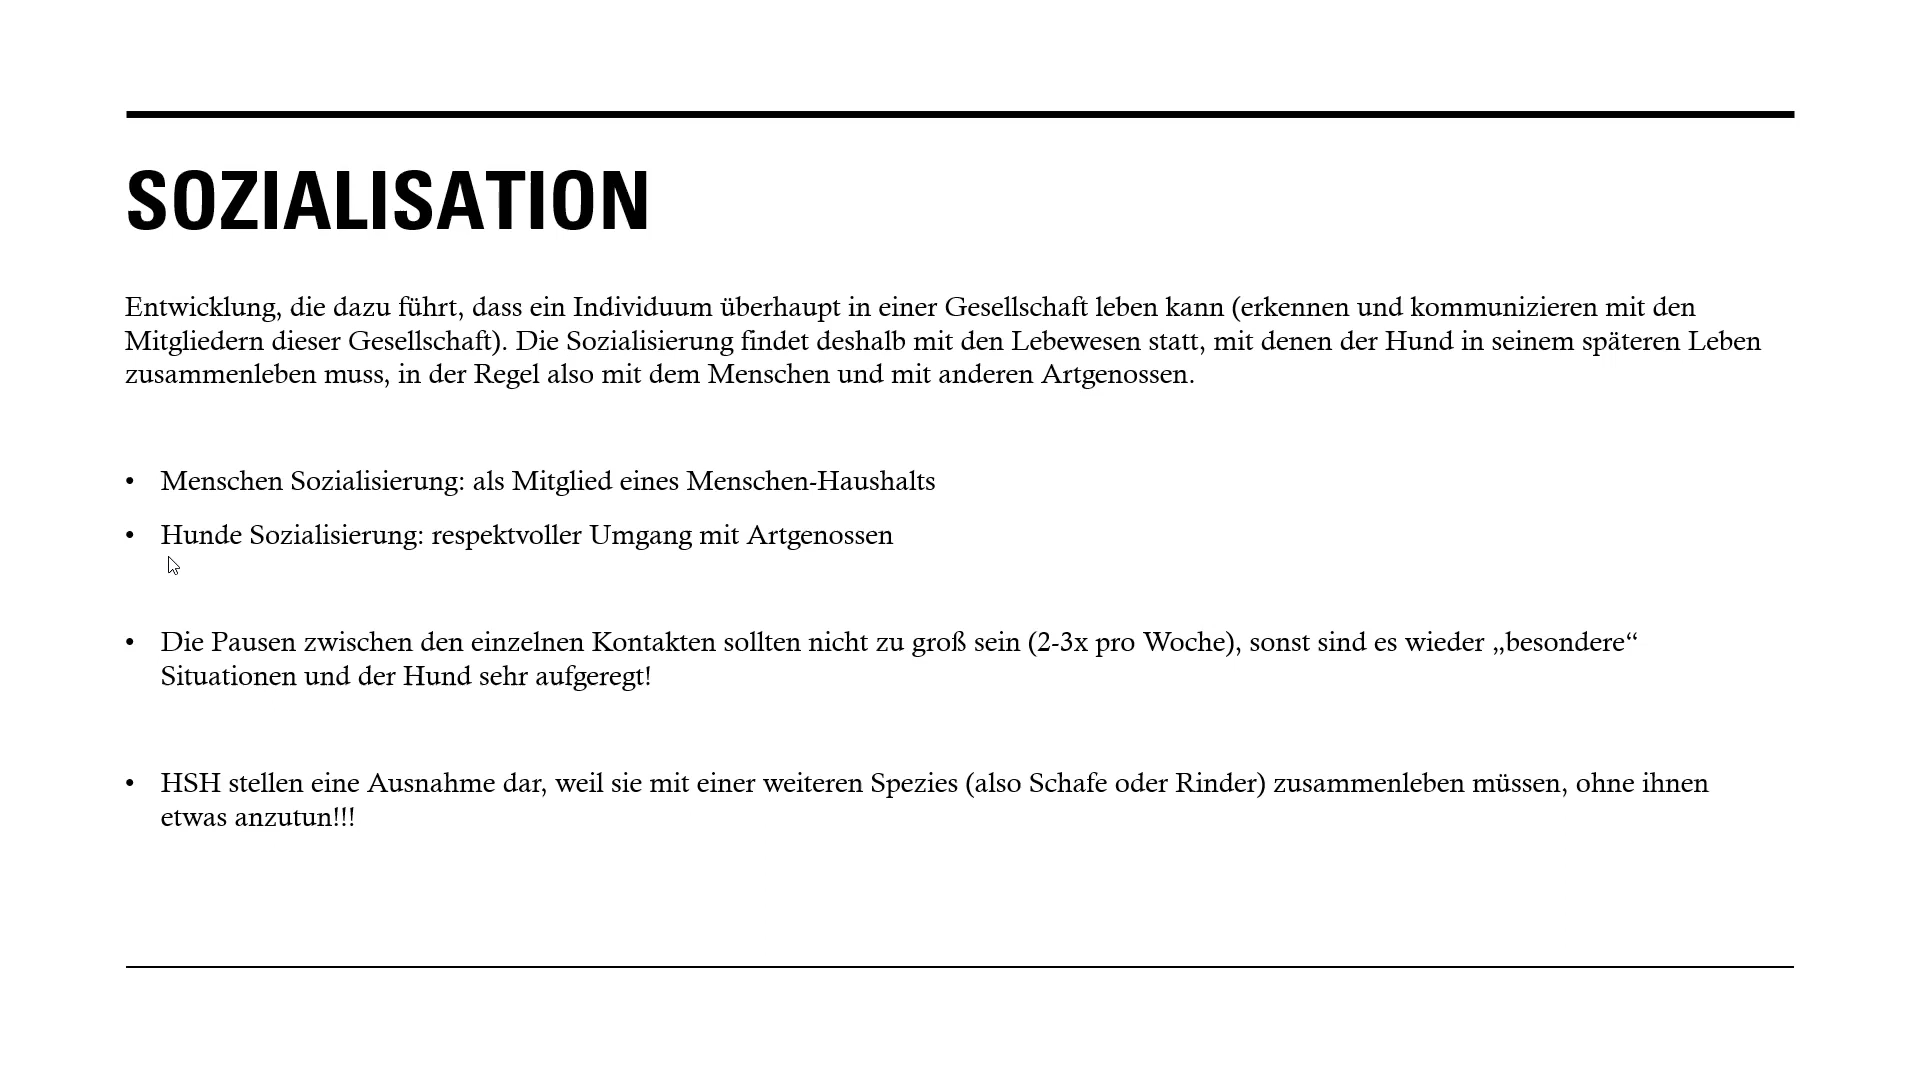 SOZIALISATION
Entwicklung, die dazu führt, dass ein Individuum überhaupt in einer Gesellschaft leben kann (erkennen und kommunizieren mit den
Mitgliedern dieser Gesellschaft). Die Sozialisierung findet deshalb mit den Lebewesen statt, mit denen der Hund in seinem späteren Leben
zusammenleben muss, in der Regel also mit dem Menschen und mit anderen Artgenossen.
• Menschen Sozialisierung: als Mitglied eines Menschen-Haushalts
• Hunde Sozialisierung: respektvoller Umgang mit Artgenossen
• Die Pausen zwischen den einzelnen Kontakten sollten nicht zu groß sein (2-3x pro Woche), sonst sind es wieder „besondere“
Situationen und der Hund sehr aufgeregt!
• HSH stellen eine Ausnahme dar, weil sie mit einer weiteren Spezies (also Schafe oder Rinder) zusammenleben müssen, ohne ihnen
etwas anzutun!!!